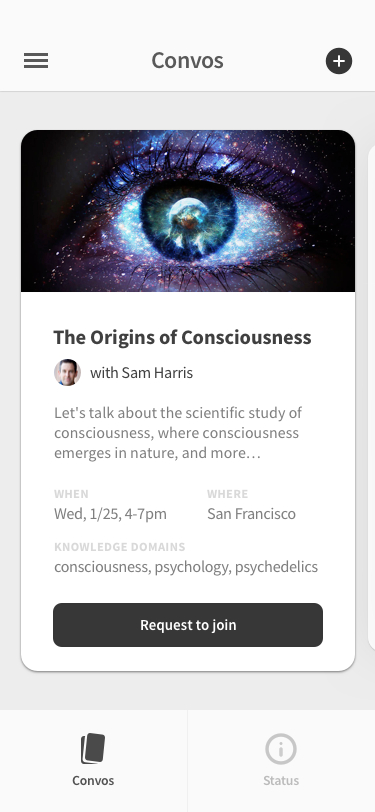 Convos
The Origins of Consciousness
with Sam Harris
Let's talk about the scientific study of
consciousness, where consciousness
emerges in nature, and more…
WHEN
WHERE
Wed, 1/25, 4-7pm
San Francisco
KNOWLEDGE DOMAINS
consciousness, psychology, psychedelics
Request to join
Convos
Status